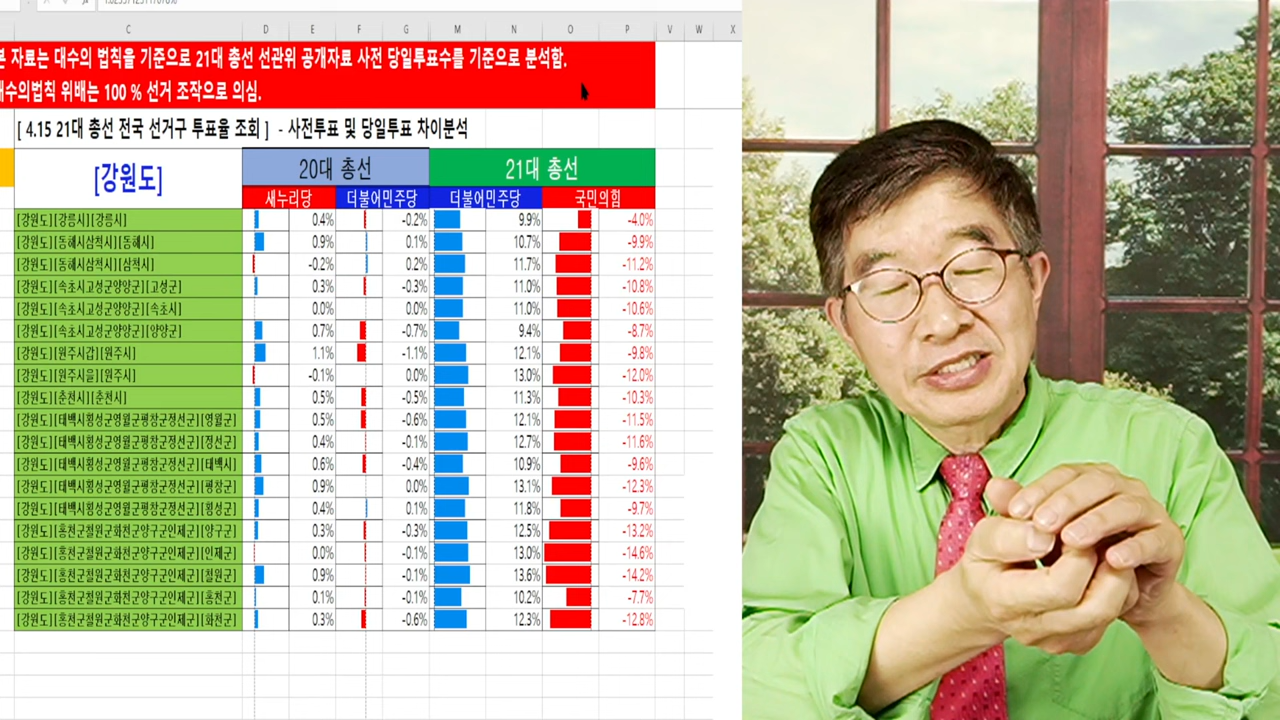 C D E F G M N O P V W X
본 자료는 대수의 법칙을 기준으로 21대 총선 선관위 공개자료 사전 당일투표수를 기준으로 분석함.
대수의법칙 위배는 100 % 선거 조작으로 의심.
[ 4.15 21대 총선 전국 선거구 투표율 조회 ] - 사전투표 및 당일투표 차이분석
[강원도] 20대 총선 21대 총선
새누리당 더불어민주당 더불어민주당 국민의힘
[강원도][강릉시][강릉시] 0.4% -0.2% 9.9% -4.0%
[강원도][동해시삼척시][동해시] 0.9% 0.1% 10.7% -9.9%
[강원도][동해시삼척시][삼척시] -0.2% 0.2% 11.7% -11.2%
[강원도][속초시고성군양양군][고성군] 0.3% -0.3% 11.0% -10.8%
[강원도][속초시고성군양양군][속초시] 0.0% 0.0% 11.0% -10.6%
[강원도][속초시고성군양양군][양양군] 0.7% -0.7% 9.4% -8.7%
[강원도][원주시갑][원주시] 1.1% -1.1% 12.1% -9.8%
[강원도][원주시을][원주시] -0.1% 0.0% 13.0% -12.0%
[강원도][춘천시][춘천시] 0.5% -0.5% 11.3% -10.3%
[강원도][태백시횡성군영월군평창군정선군][영월군] 0.5% -0.6% 12.1% -11.5%
[강원도][태백시횡성군영월군평창군정선군][정선군] 0.4% -0.1% 12.7% -11.6%
[강원도][태백시횡성군영월군평창군정선군][태백시] 0.6% -0.4% 10.9% -9.6%
[강원도][태백시횡성군영월군평창군정선군][평창군] 0.9% 0.0% 13.1% -12.3%
[강원도][태백시횡성군영월군평창군정선군][횡성군] 0.4% 0.1% 11.8% -9.7%
[강원도][홍천군철원군화천군양구군인제군][양구군] 0.3% -0.3% 12.5% -13.2%
[강원도][홍천군철원군화천군양구군인제군][인제군] 0.0% -0.1% 13.0% -14.6%
[강원도][홍천군철원군화천군양구군인제군][철원군] 0.9% -0.1% 13.6% -14.2%
[강원도][홍천군철원군화천군양구군인제군][홍천군] 0.1% -0.1% 10.2% -7.7%
[강원도][홍천군철원군화천군양구군인제군][화천군] 0.3% -0.6% 12.3% -12.8%